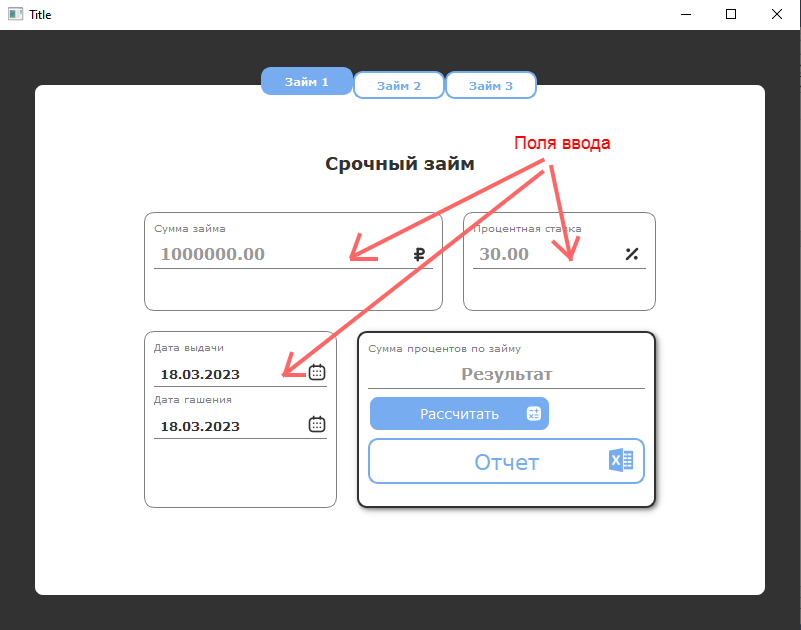 Title
Займ 1
Займ 2
Займ 3
Поля ввода
Срочный займ
Сумма займа
1000000.00
₽
Процентная ставка
30.00
%
Дата выдачи
18.03.2023
Дата гашения
18.03.2023
Сумма процентов по займу
Результат
Рассчитать
Отчет
X